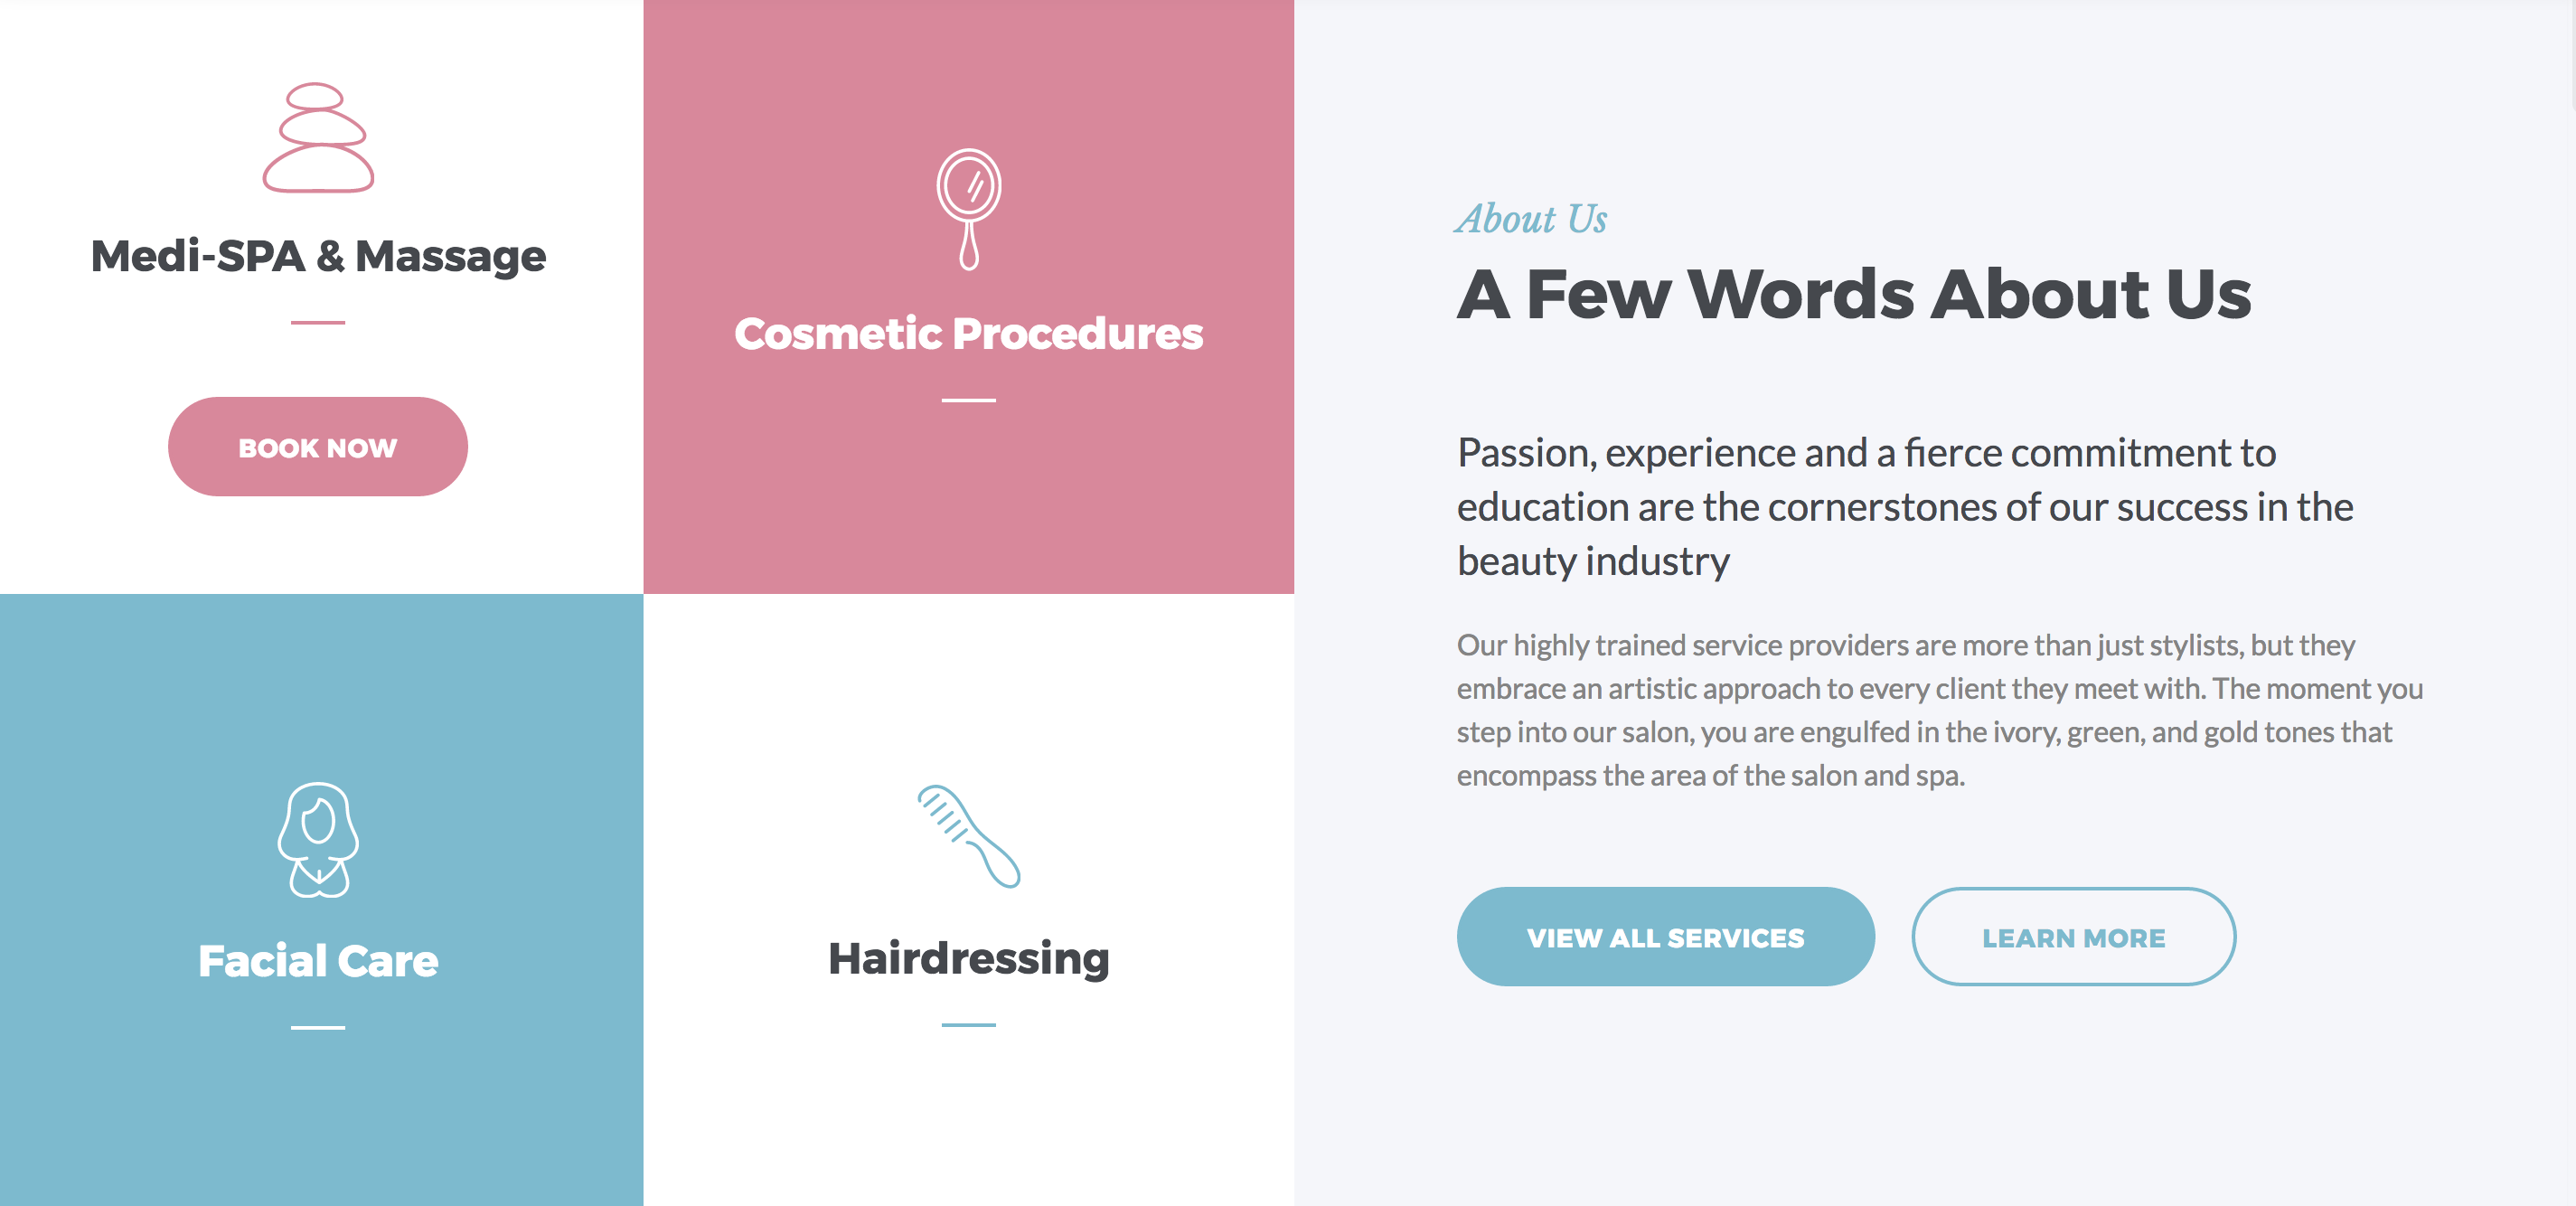 Medi-SPA & Massage
BOOK NOW
Cosmetic Procedures
Facial Care
Hairdressing
About Us
A Few Words About Us
Passion, experience and a fierce commitment to
education are the cornerstones of our success in the
beauty industry
Our highly trained service providers are more than just stylists, but they
embrace an artistic approach to every client they meet with. The moment you
step into our salon, you are engulfed in the ivory, green, and gold tones that
encompass the area of the salon and spa.
VIEW ALL SERVICES
LEARN MORE